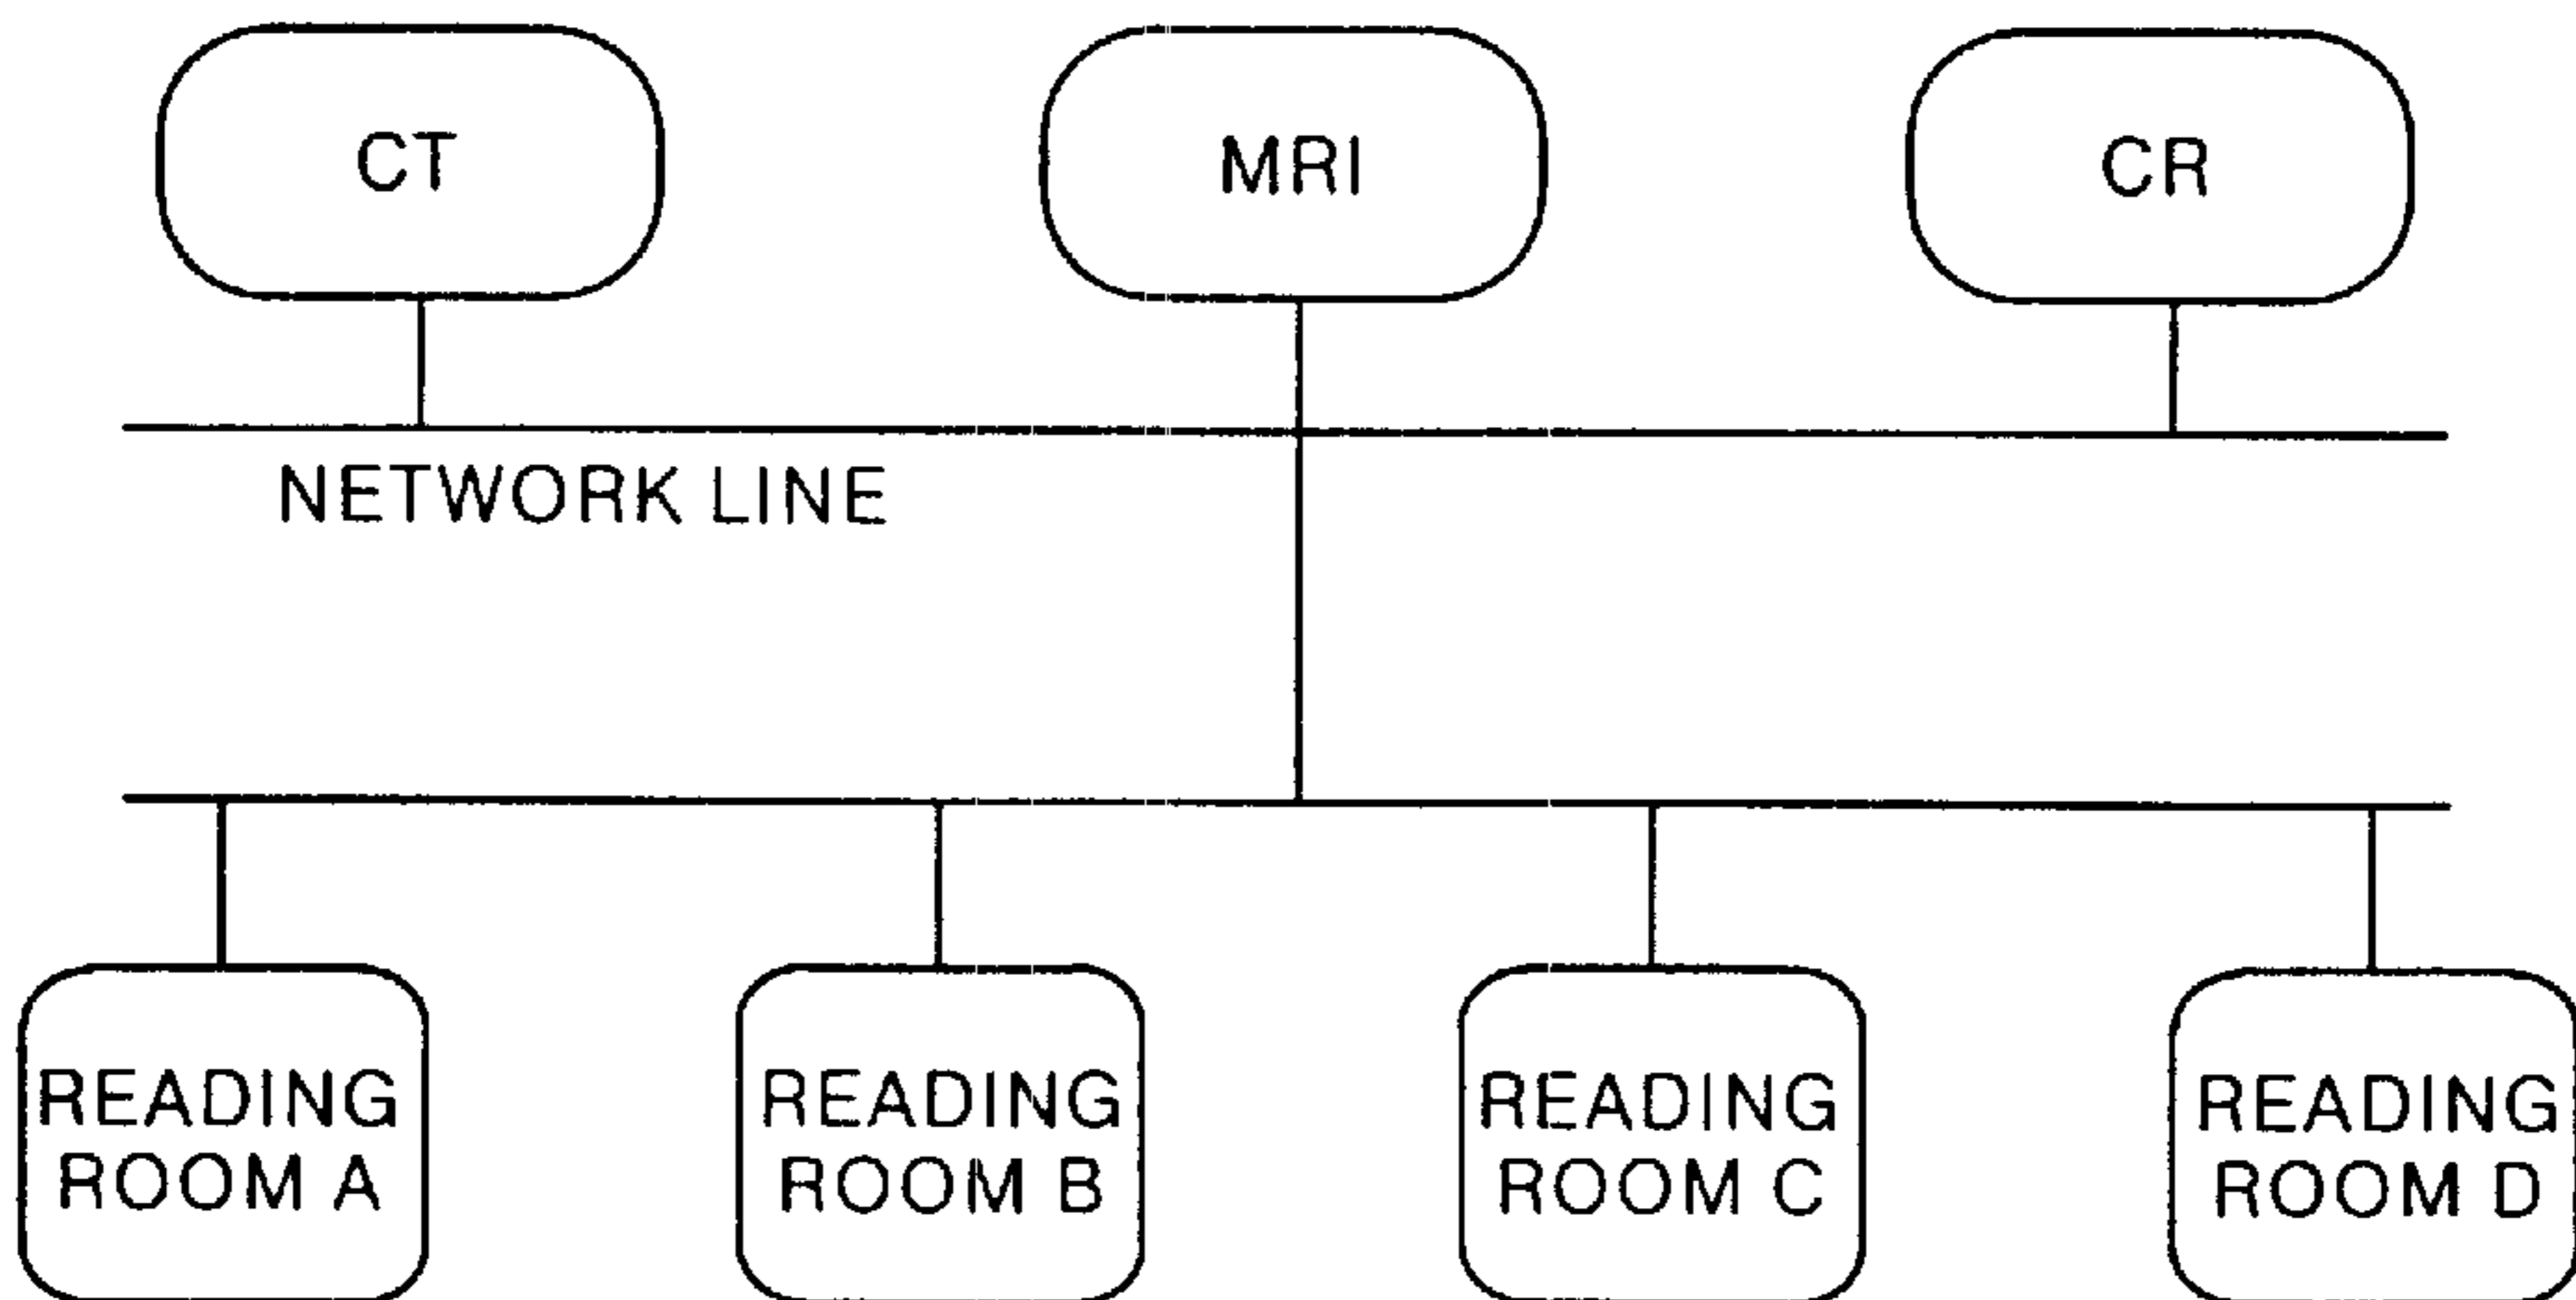 CT
MRI
CR
NETWORK LINE
READING
ROOM A
READING
ROOM B
READING
ROOM C
READING
ROOM D